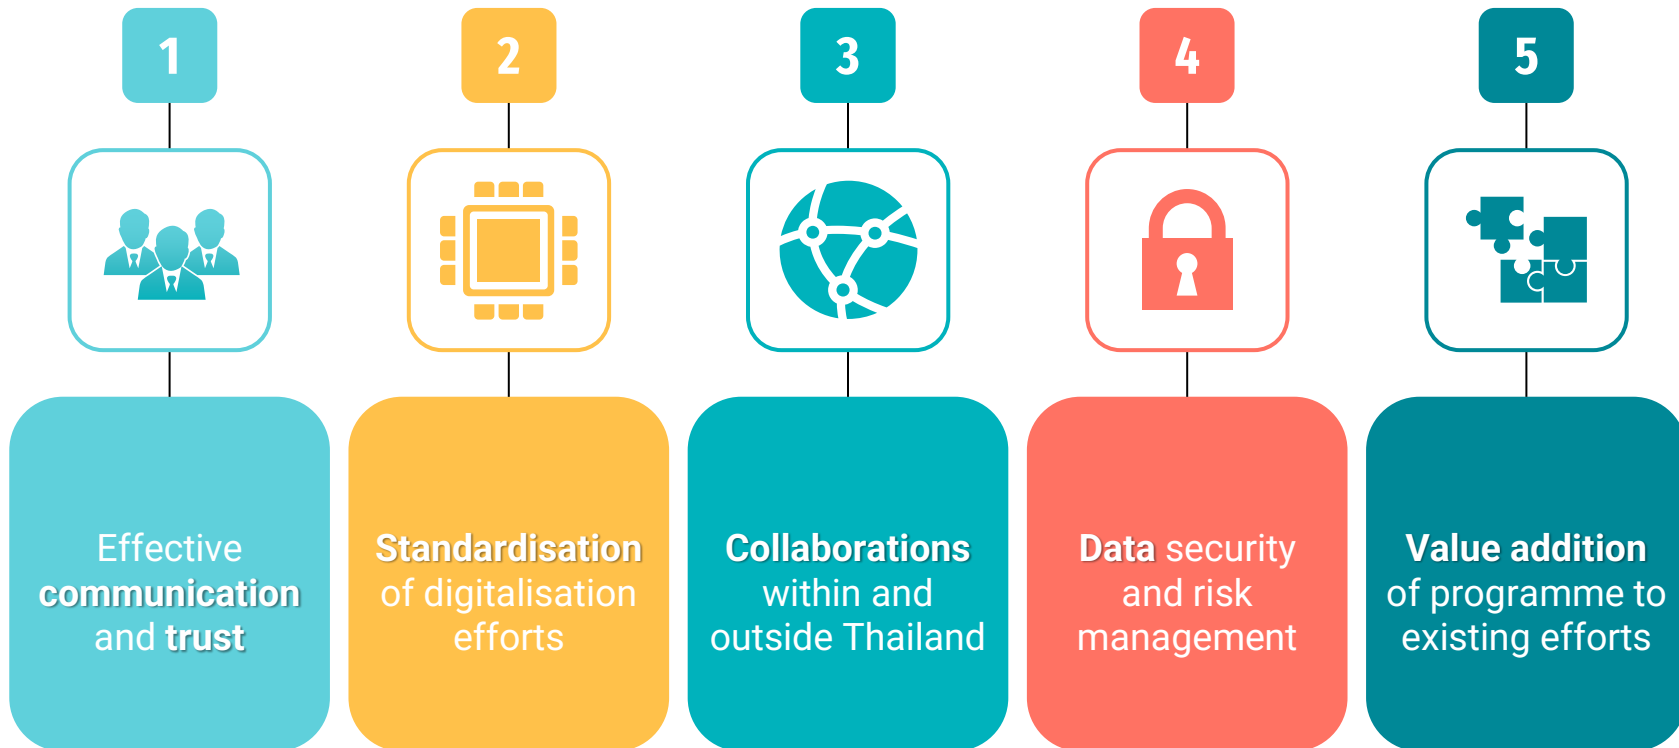 1
Effective
communication
and trust
2
Standardisation
of digitalisation
efforts
3
Collaborations
within and
outside Thailand
4
Data security
and risk
management
5
Value addition
of programme to
existing efforts